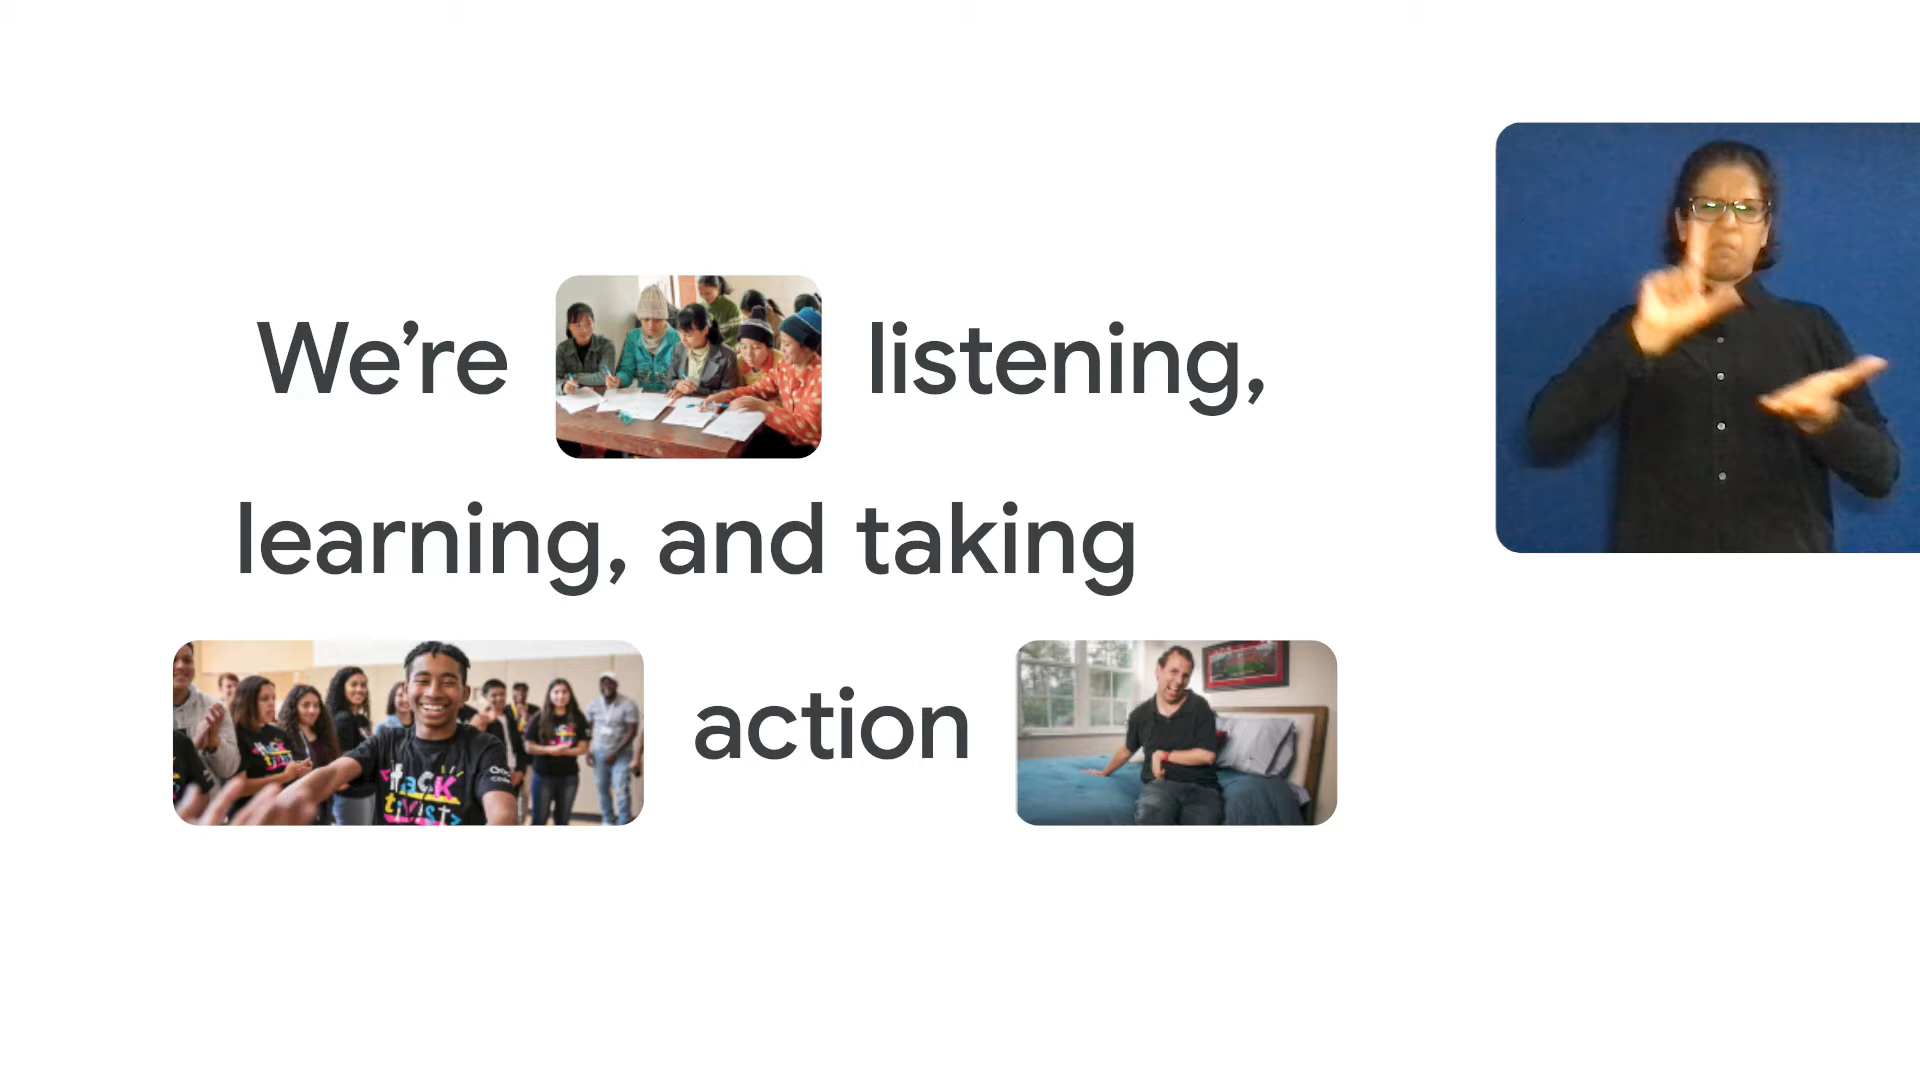 We’re listening,
learning, and taking
action